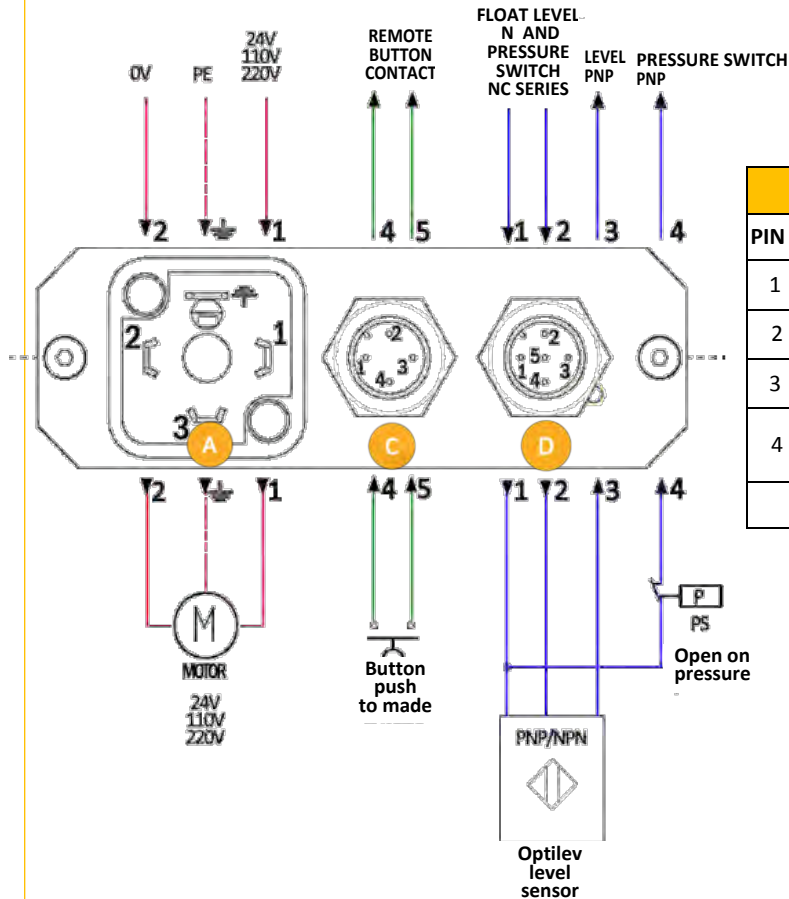 0V
PE
24V
110V
220V
REMOTE
BUTTON
CONTACT
FLOAT LEVEL
N AND
PRESSURE
SWITCH
NC SERIES
LEVEL
PNP
PRESSURE SWITCH
PNP
2
1
4
5
1
2
3
4
PIN
1
2
3
4
2
1
3
A
2
1
3
4
C
2
5
1
3
4
D
2
1
4
5
1
2
3
4
M
MOTOR
24V
110V
220V
Button
push
to made
P
PS
Open on
pressure
PNP/NPN
Optilev
level
sensor